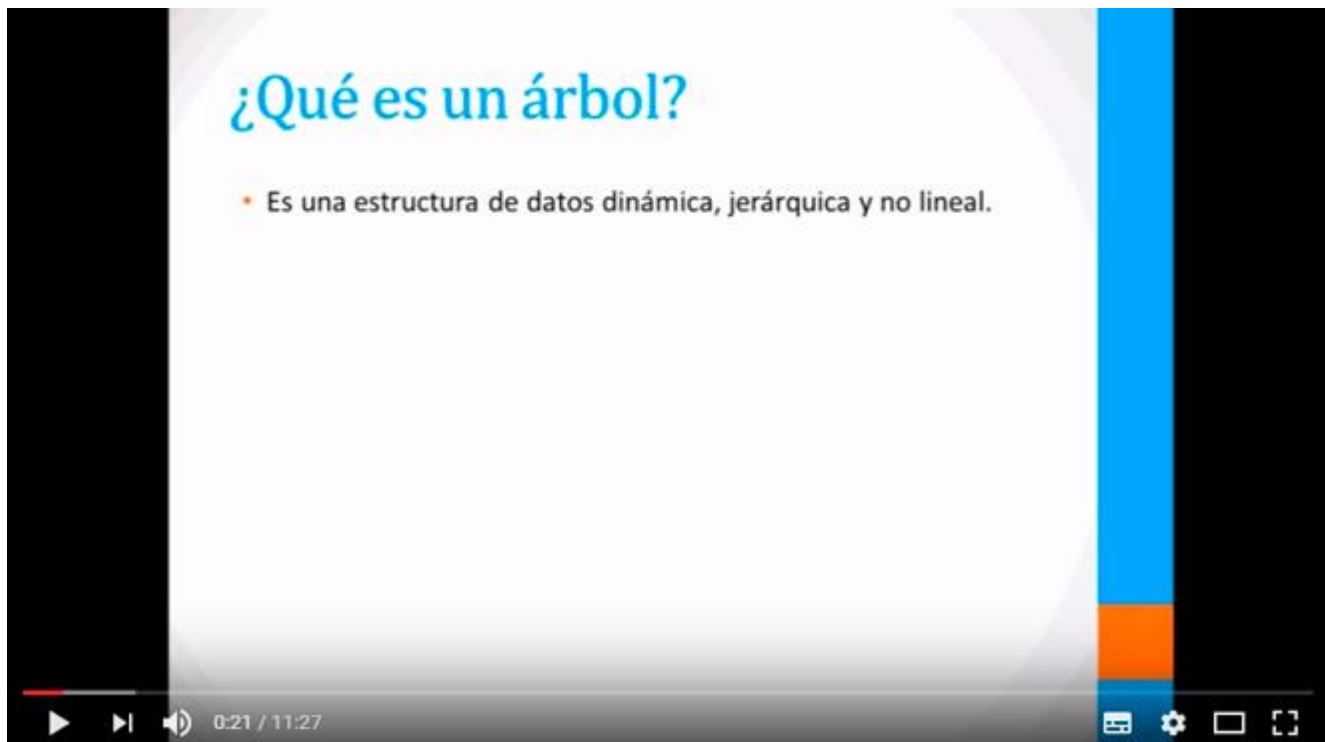 ¿Qué es un árbol?
• Es una estructura de datos dinámica, jerárquica y no lineal.
0:21 / 11:27